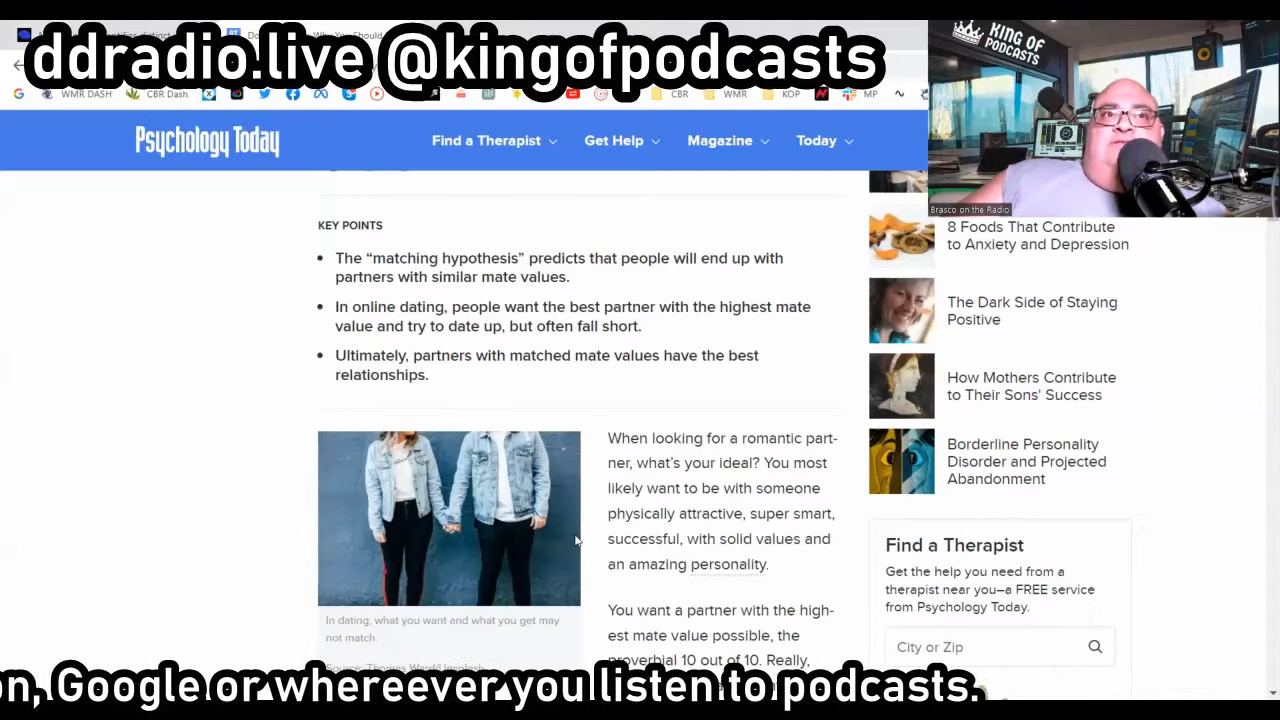 ddradio.live @kingofpodcasts
WMR DASH
CBR Dash
CBR
WMR
KOP
MP
KING OF
PODCASTS
Brasco on the Radio
Psychology Today
Find a Therapist
Get Help
Magazine
Today
KEY POINTS
The “matching hypothesis” predicts that people will end up with
partners with similar mate values.
In online dating, people want the best partner with the highest mate
value and try to date up, but often fall short.
Ultimately, partners with matched mate values have the best
relationships.
In dating, what you want and what you get may
not match.
When looking for a romantic part-
ner, what’s your ideal? You most
likely want to be with someone
physically attractive, super smart,
successful, with solid values and
an amazing personality.
You want a partner with the high-
est mate value possible, the
proverbial 10 out of 10. Really,
8 Foods That Contribute
to Anxiety and Depression
The Dark Side of Staying
Positive
How Mothers Contribute
to Their Sons' Success
Borderline Personality
Disorder and Projected
Abandonment
Find a Therapist
Get the help you need from a
therapist near you–a FREE service
from Psychology Today.
City or Zip
on, Google or whereever you listen to podcasts.